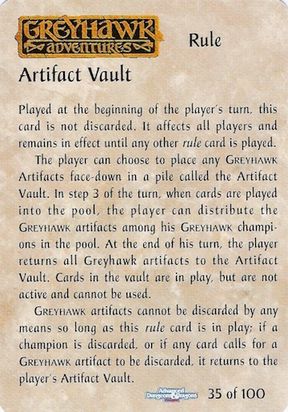 GREYHAWK
ADVENTURES
Rule
Artifact Vault
Played at the beginning of the player's turn, this
card is not discarded. It affects all players and
remains in effect until any other rule card is played.
The player can choose to place any GREYHAWK
Artifacts face-down in a pile called the Artifact
Vault. In step 3 of the turn, when cards are played
into the pool, the player can distribute the
GREYHAWK artifacts among his GREYHAWK champi-
ons in the pool. At the end of his turn, the player
returns all Greyhawk artifacts to the Artifact
Vault. Cards in the vault are in play, but are not
active and cannot be used.
GREYHAWK artifacts cannot be discarded by any
means so long as this rule card is in play; if a
champion is discarded, or if any card calls for a
GREYHAWK artifact to be discarded, it returns to the
player's Artifact Vault.
Advanced
Dungeons & Dragons
35 of 100